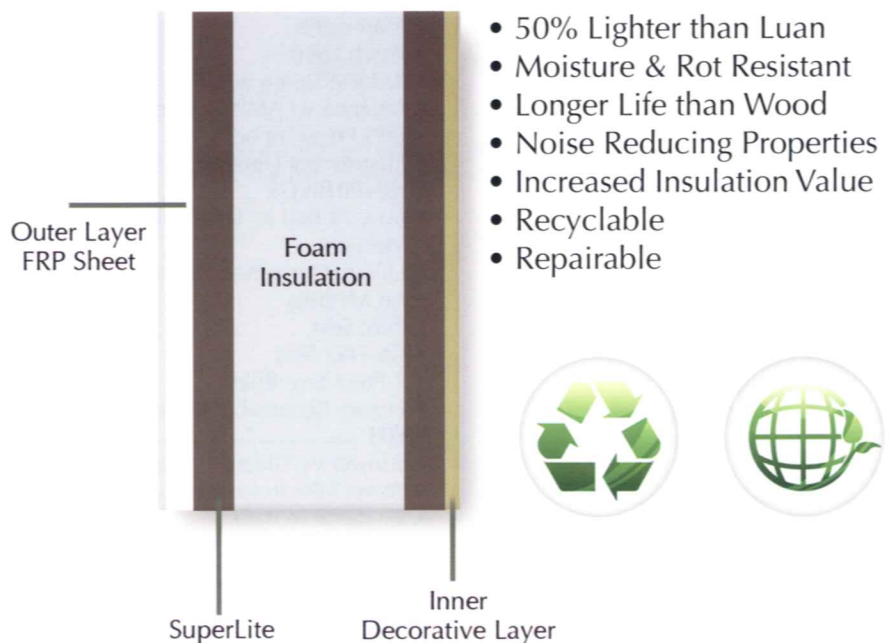 • 50% Lighter than Luan
• Moisture & Rot Resistant
• Longer Life than Wood
• Noise Reducing Properties
• Increased Insulation Value
• Recyclable
• Repairable
Outer Layer
FRP Sheet
Foam
Insulation
SuperLite
Inner
Decorative Layer